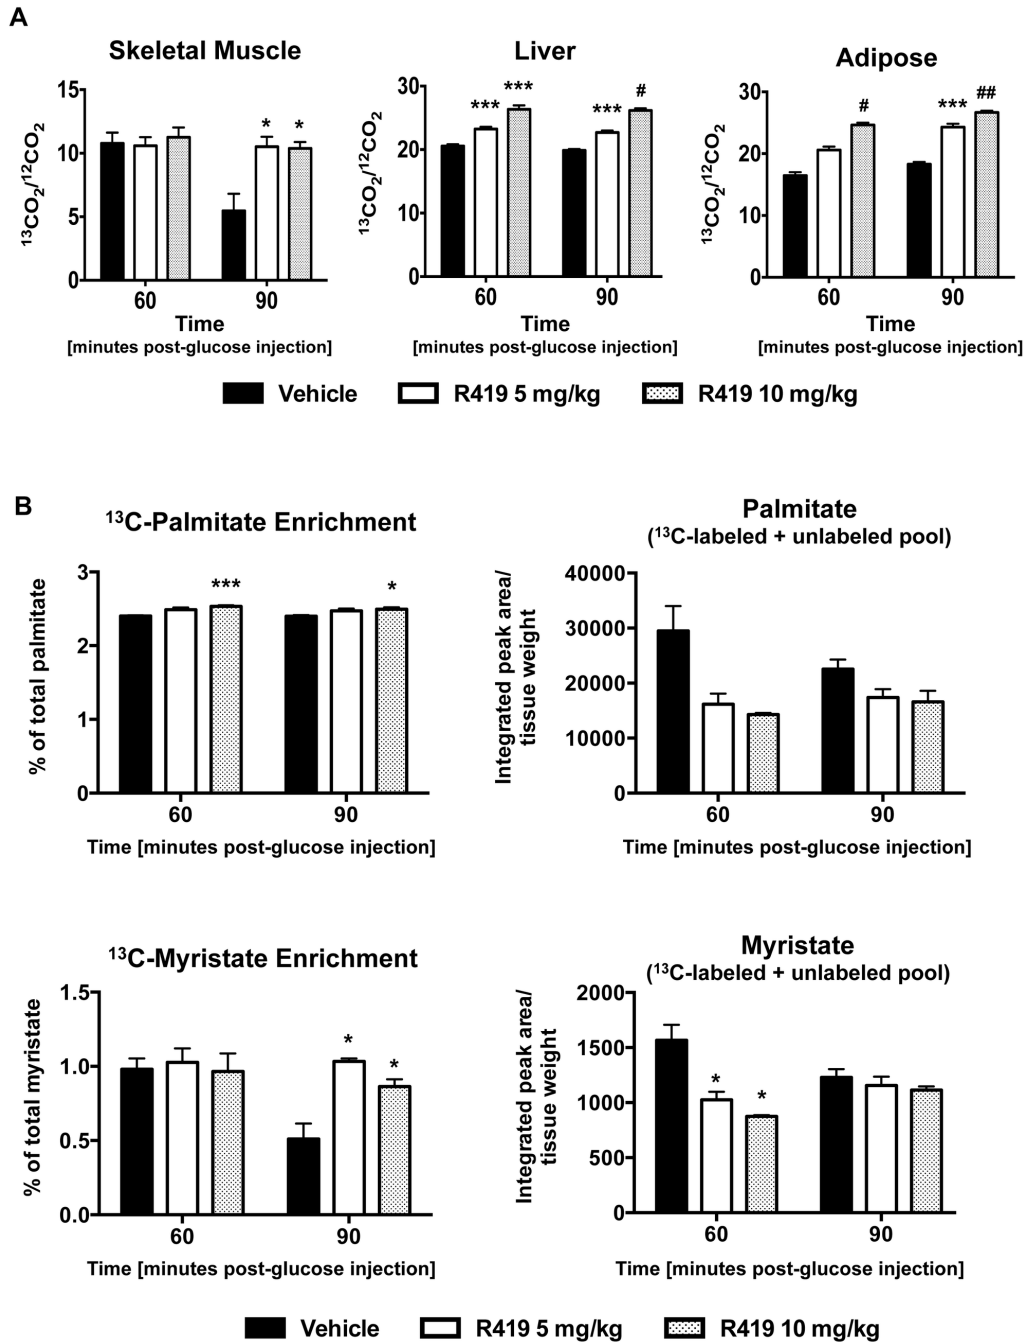 A
Skeletal Muscle
15
10
5
0
¹³CO₂/¹²CO₂
* *
60 90
Time
[minutes post-glucose injection]
Liver
30
20
10
0
¹³CO₂/¹²CO₂
*** *** *** #
60 90
Time
[minutes post-glucose injection]
Adipose
30
20
10
0
¹³CO₂/¹²CO₂
# *** ##
60 90
Time
[minutes post-glucose injection]
Vehicle R419 5 mg/kg R419 10 mg/kg
B
¹³C-Palmitate Enrichment
3
2
1
0
% of total palmitate
*** *
60 90
Time [minutes post-glucose injection]
Palmitate
(¹³C-labeled + unlabeled pool)
40000
30000
20000
10000
0
Integrated peak area/
tissue weight
60 90
Time [minutes post-glucose injection]
¹³C-Myristate Enrichment
1.5
1.0
0.5
0.0
% of total myristate
* *
60 90
Time [minutes post-glucose injection]
Myristate
(¹³C-labeled + unlabeled pool)
2000
1500
1000
500
0
Integrated peak area/
tissue weight
* *
60 90
Time [minutes post-glucose injection]
Vehicle R419 5 mg/kg R419 10 mg/kg